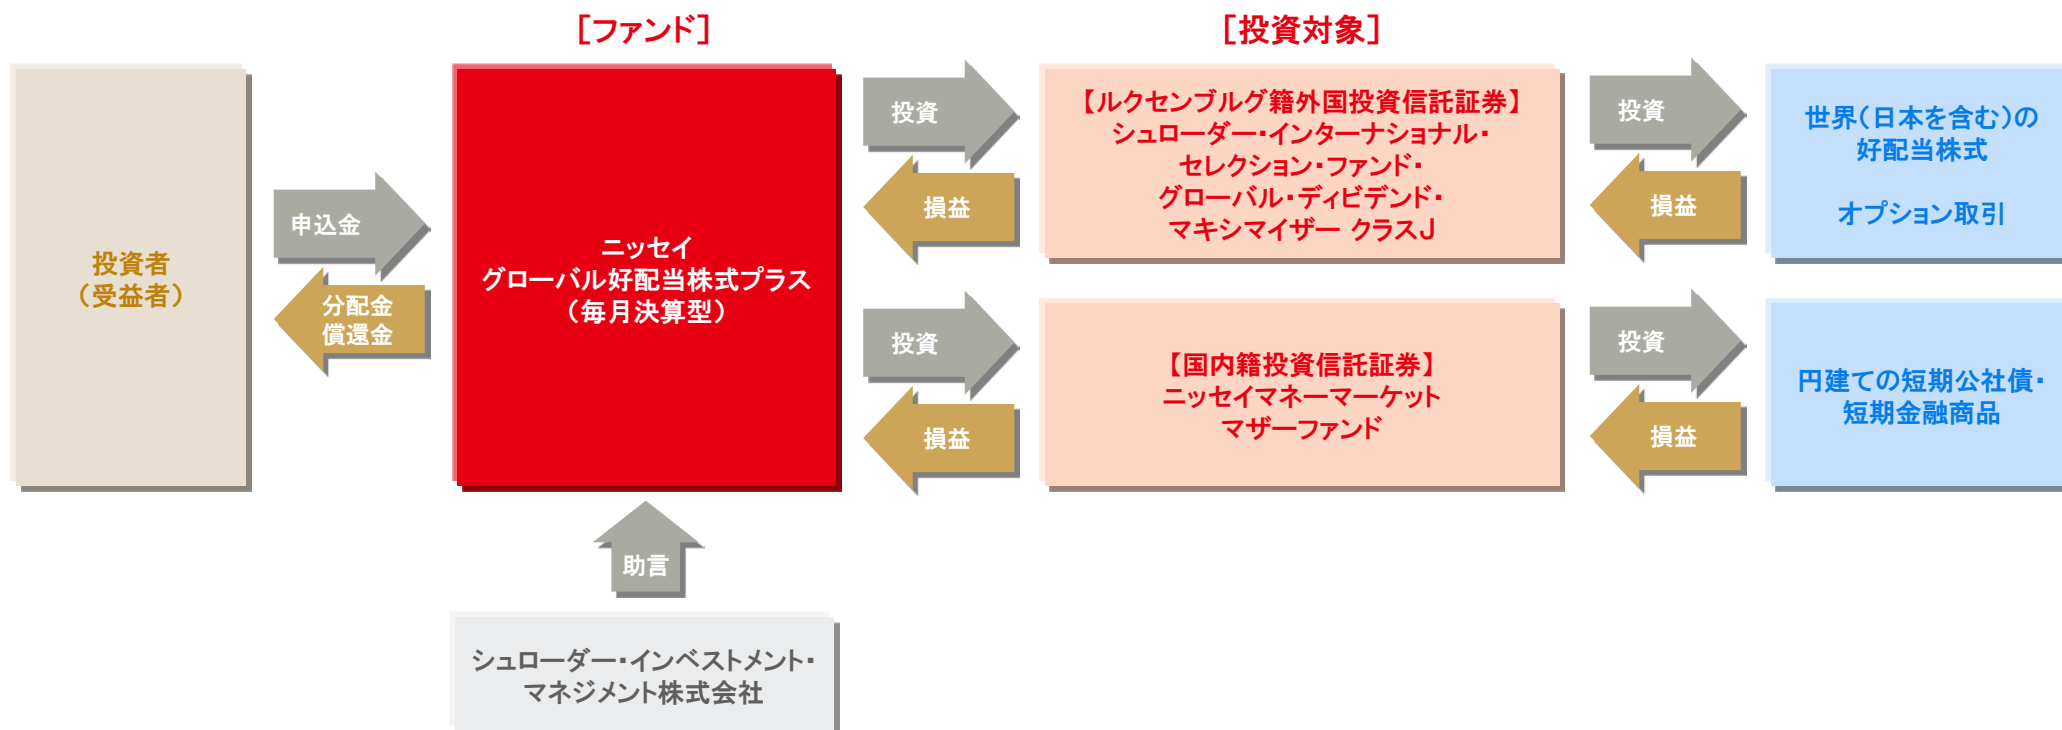 ［ファンド］
［投資対象］
投資者
（受益者）
申込金
分配金
償還金
ニッセイ
グローバル好配当株式プラス
（毎月決算型）
投資
損益
【ルクセンブルグ籍外国投資信託証券】
シュローダー・インターナショナル・
セレクション・ファンド・
グローバル・ディビデンド・
マキシマイザー クラスJ
投資
損益
世界（日本を含む）の
好配当株式
オプション取引
投資
損益
【国内籍投資信託証券】
ニッセイマネーマーケット
マザーファンド
投資
損益
円建ての短期公社債・
短期金融商品
助言
シュローダー・インベストメント・
マネジメント株式会社